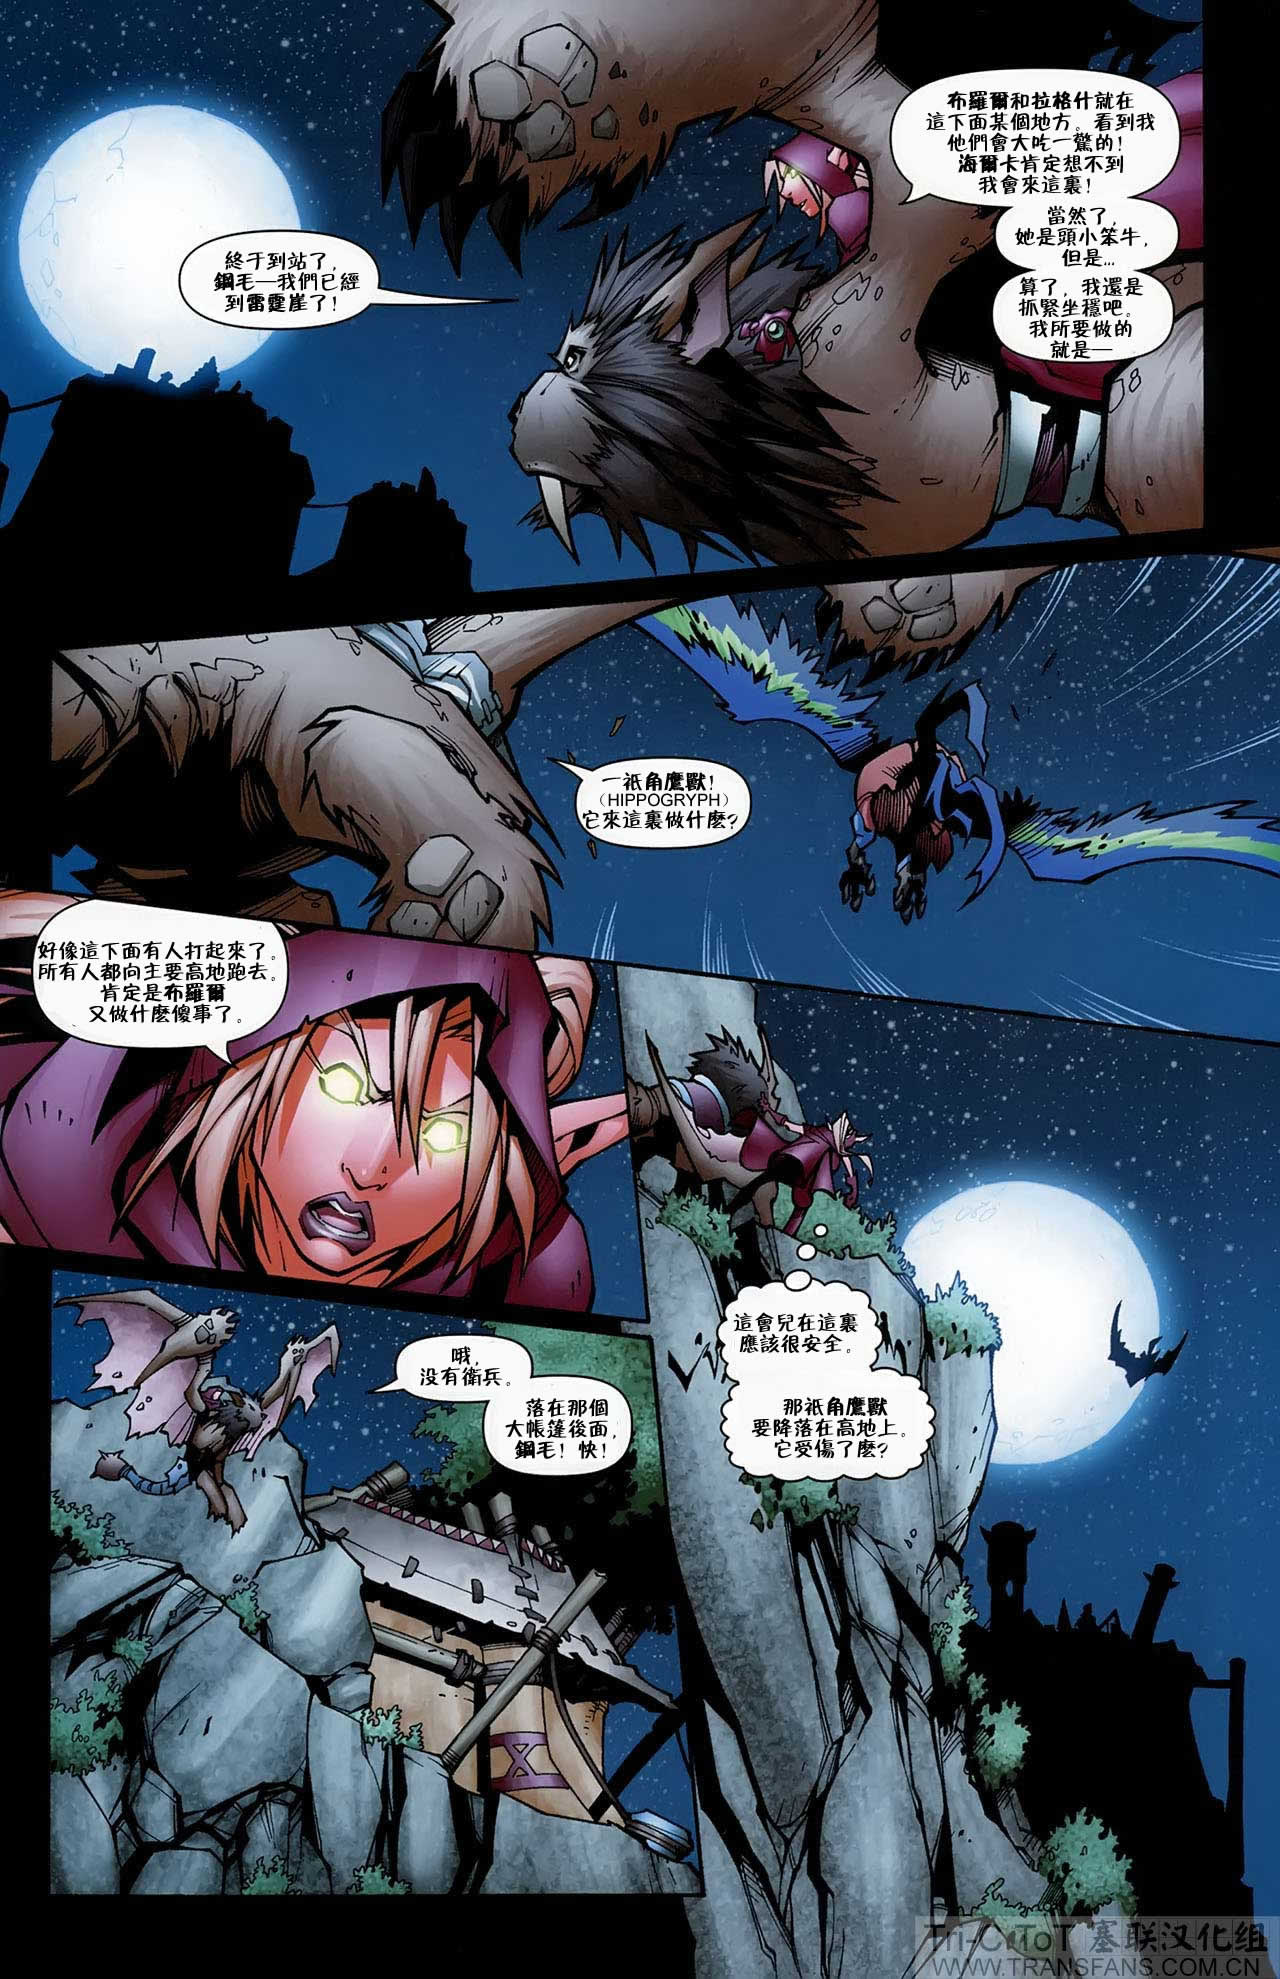 終于到站了，
鋼毛—我們已經
到雷霆崖了！
布羅爾和拉格什就在
這下面某個地方。看到我
他們會大吃一驚的！
海爾卡肯定想不到
我會來這裏！
當然了，
她是頭小笨牛，
但是...
算了，我還是
抓緊坐穩吧。
我所要做的
就是—
一祇角鷹獸！
（HIPPOGRYPH）
它來這裏做什麽？
好像這下面有人打起來了。
所有人都向主要高地跑去。
肯定是布羅爾
又做什麽傻事了。
這會兒在這裏
應該很安全。
那祇角鷹獸
要降落在高地上。
它受傷了麽？
哦，
没有衛兵。
落在那個
大帳篷後面，
鋼毛！快！
Tri-CiToT 塞联汉化组
WWW.TRANSFANS.COM.CN